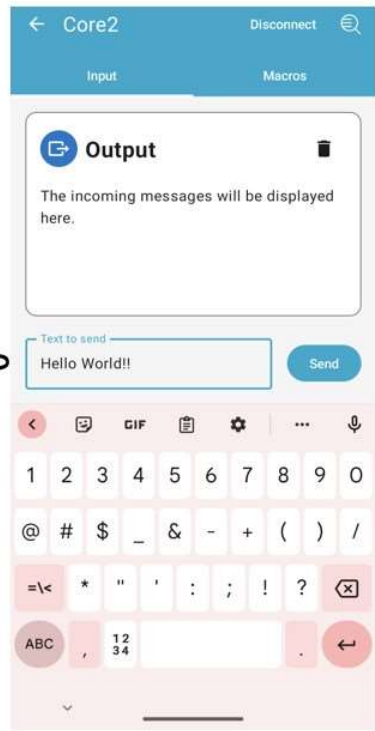 Core2 Disconnect
Input Macros
Output
The incoming messages will be displayed
here.
Text to send
Hello World!!
Send
GIF
1 2 3 4 5 6 7 8 9 0
@ # $ _ & - + ( ) /
=\< * " ' : ; ! ?
ABC , 12 34 .